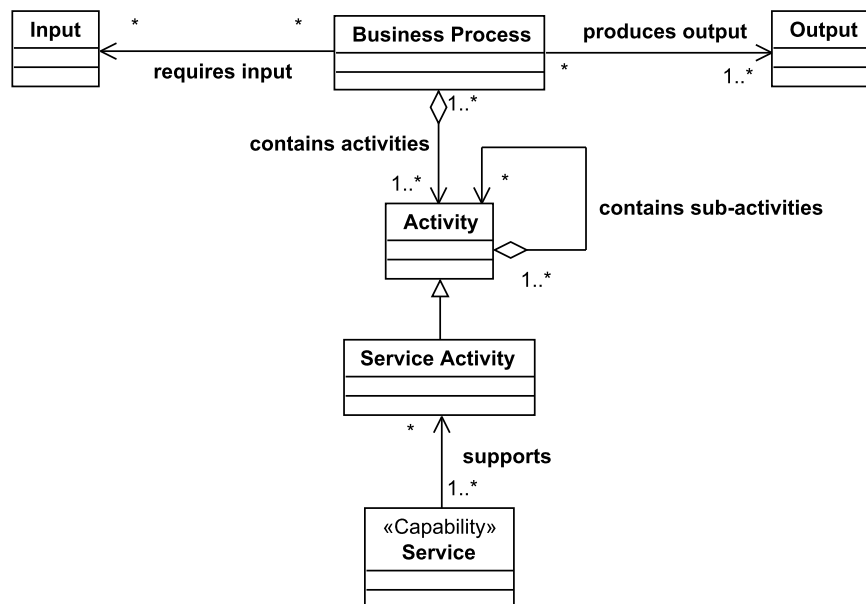 Input
*
*
Business Process
produces output
Output
requires input
*
1..*
1..*
contains activities
1..*
*
Activity
contains sub-activities
1..*
Service Activity
*
supports
1..*
«Capability»
Service